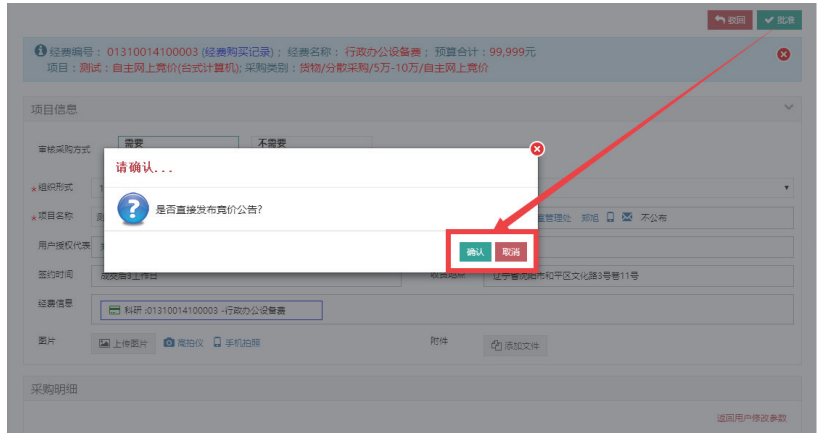 驳回 批准
经费编号：01310014100003 (经费购买记录)； 经费名称： 行政办公设备费； 预算合计：99,999元
项目：测试：自主网上竞价(台式计算机); 采购类别：货物/分散采购/5万-10万/自主网上竞价
项目信息
审核采购方式 需要 不需要
请确认...
*组织形式
是否直接发布竞价公告?
*项目名称 管理处 郑旭 不公布
用户授权代表
确认 取消
签约时间 成交后3工作日 收货地点 辽宁省沈阳市和平区文化路3号巷11号
经费信息 科研 :01310014100003 -行政办公设备费
图片 上传图片 高拍仪 手机拍照 附件 添加文件
采购明细
退回用户修改参数